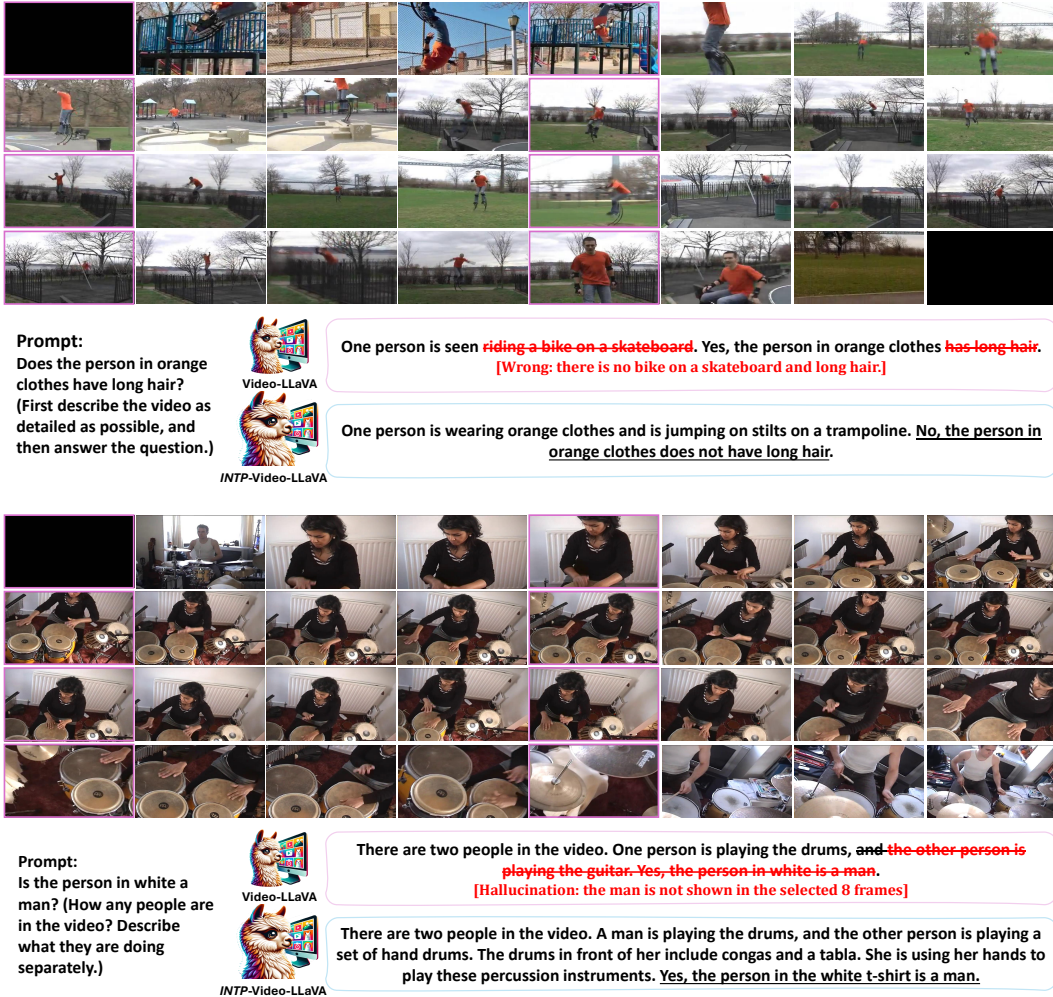 Prompt:
Does the person in orange
clothes have long hair?
(First describe the video as
detailed as possible, and
then answer the question.)
Video-LLaVA
One person is seen riding a bike on a skateboard. Yes, the person in orange clothes has long hair.
[Wrong: there is no bike on a skateboard and long hair.]
INTP-Video-LLaVA
One person is wearing orange clothes and is jumping on stilts on a trampoline. No, the person in
orange clothes does not have long hair.
Prompt:
Is the person in white a
man? (How any people are
in the video? Describe
what they are doing
separately.)
Video-LLaVA
There are two people in the video. One person is playing the drums, and the other person is
playing the guitar. Yes, the person in white is a man.
[Hallucination: the man is not shown in the selected 8 frames]
INTP-Video-LLaVA
There are two people in the video. A man is playing the drums, and the other person is playing a
set of hand drums. The drums in front of her include congas and a tabla. She is using her hands to
play these percussion instruments. Yes, the person in the white t-shirt is a man.